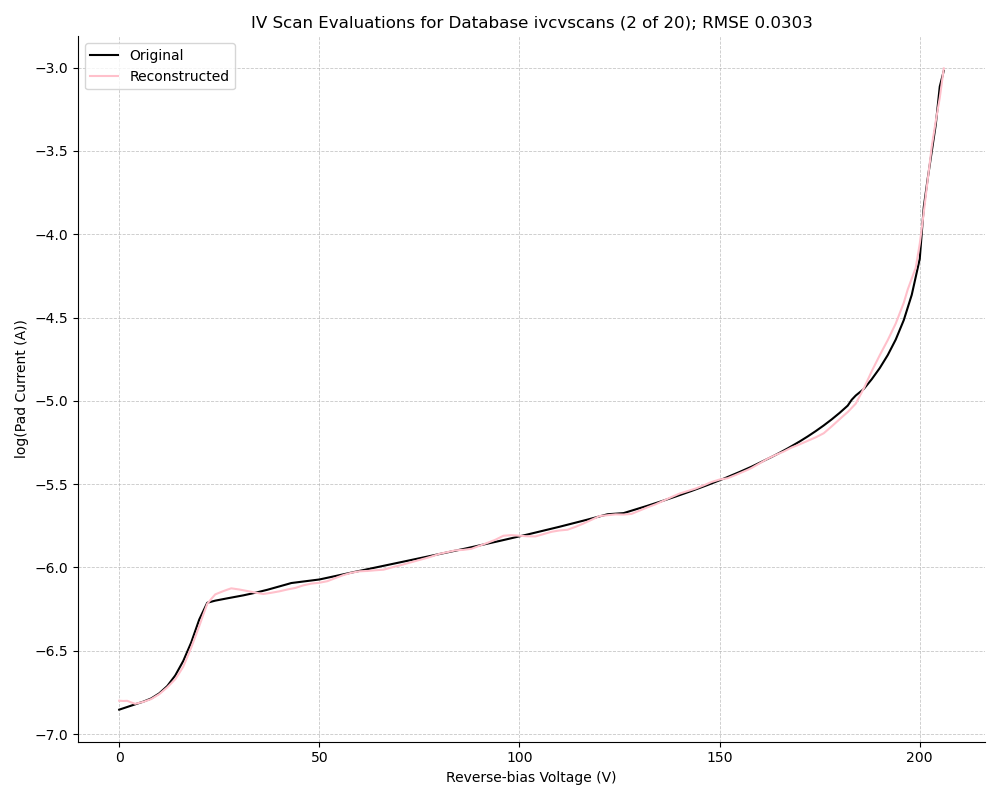 IV Scan Evaluations for Database ivcvscans (2 of 20); RMSE 0.0303
Original
Reconstructed
−3.0
−3.5
−4.0
−4.5
−5.0
−5.5
−6.0
−6.5
−7.0
log(Pad Current (A))
0
50
100
150
200
Reverse-bias Voltage (V)